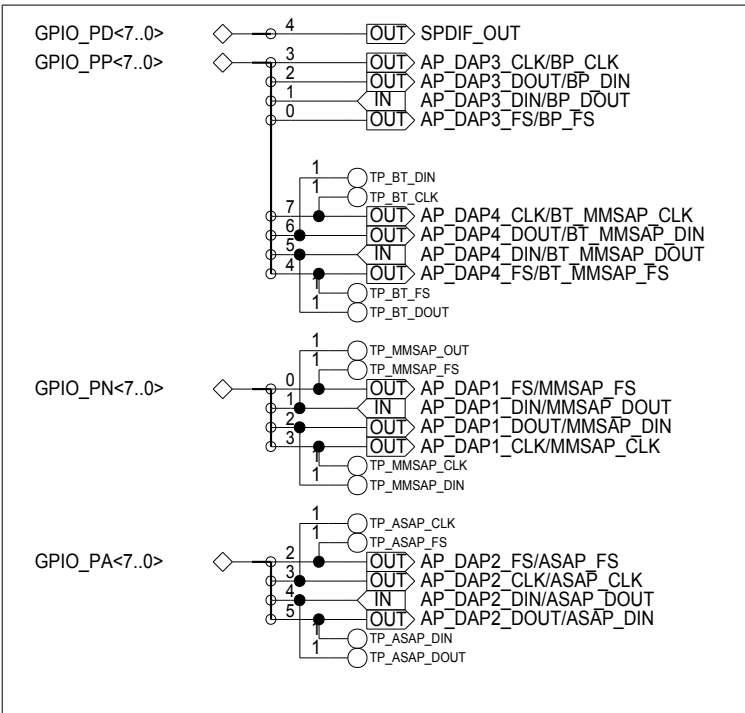 GPIO_PD<7..0> 4 OUT SPDIF_OUT
GPIO_PP<7..0> 3 OUT AP_DAP3_CLK/BP_CLK
2 OUT AP_DAP3_DOUT/BP_DIN
1 IN AP_DAP3_DIN/BP_DOUT
0 OUT AP_DAP3_FS/BP_FS
1 TP_BT_DIN
1 TP_BT_CLK
7 OUT AP_DAP4_CLK/BT_MMSAP_CLK
6 OUT AP_DAP4_DOUT/BT_MMSAP_DIN
5 IN AP_DAP4_DIN/BT_MMSAP_DOUT
4 OUT AP_DAP4_FS/BT_MMSAP_FS
1 TP_BT_FS
1 TP_BT_DOUT
1 TP_MMSAP_OUT
1 TP_MMSAP_FS
GPIO_PN<7..0> 0 OUT AP_DAP1_FS/MMSAP_FS
1 IN AP_DAP1_DIN/MMSAP_DOUT
2 OUT AP_DAP1_DOUT/MMSAP_DIN
3 OUT AP_DAP1_CLK/MMSAP_CLK
1 TP_MMSAP_CLK
1 TP_MMSAP_DIN
1 TP_ASAP_CLK
1 TP_ASAP_FS
GPIO_PA<7..0> 2 OUT AP_DAP2_FS/ASAP_FS
3 OUT AP_DAP2_CLK/ASAP_CLK
4 IN AP_DAP2_DIN/ASAP_DOUT
5 OUT AP_DAP2_DOUT/ASAP_DIN
1 TP_ASAP_DIN
1 TP_ASAP_DOUT